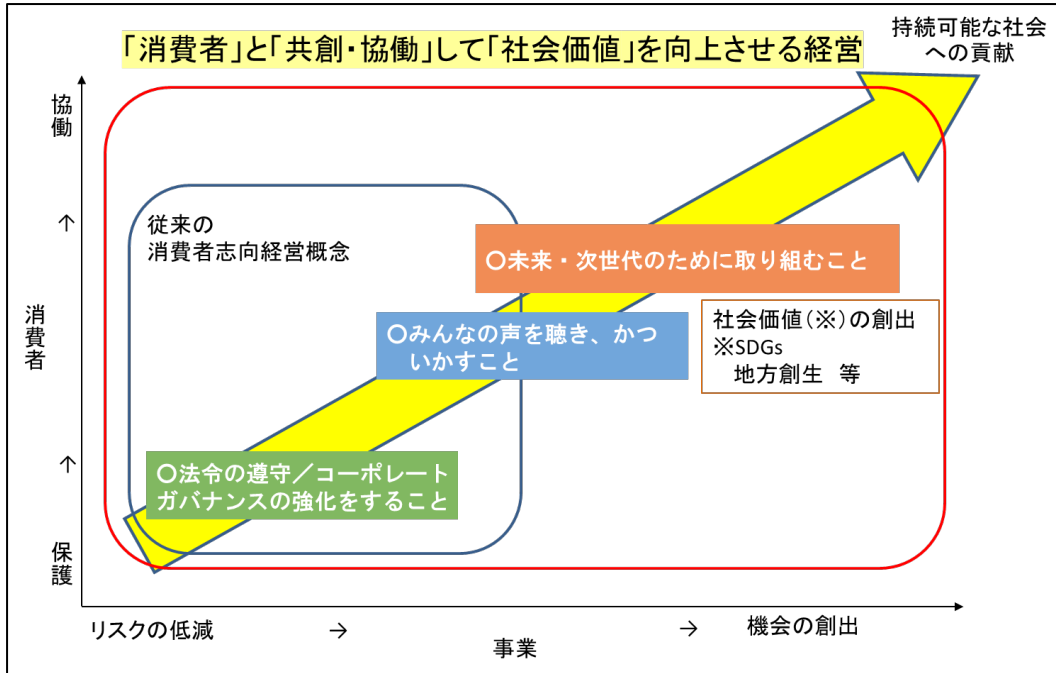 「消費者」と「共創・協働」して「社会価値」を向上させる経営
持続可能な社会
への貢献
協働
↑
消費者
↑
保護
従来の
消費者志向経営概念
○未来・次世代のために取り組むこと
○みんなの声を聴き、かつ
いかすこと
社会価値(※)の創出
※SDGs
地方創生 等
○法令の遵守／コーポレート
ガバナンスの強化をすること
リスクの低減
→
事業
→
機会の創出